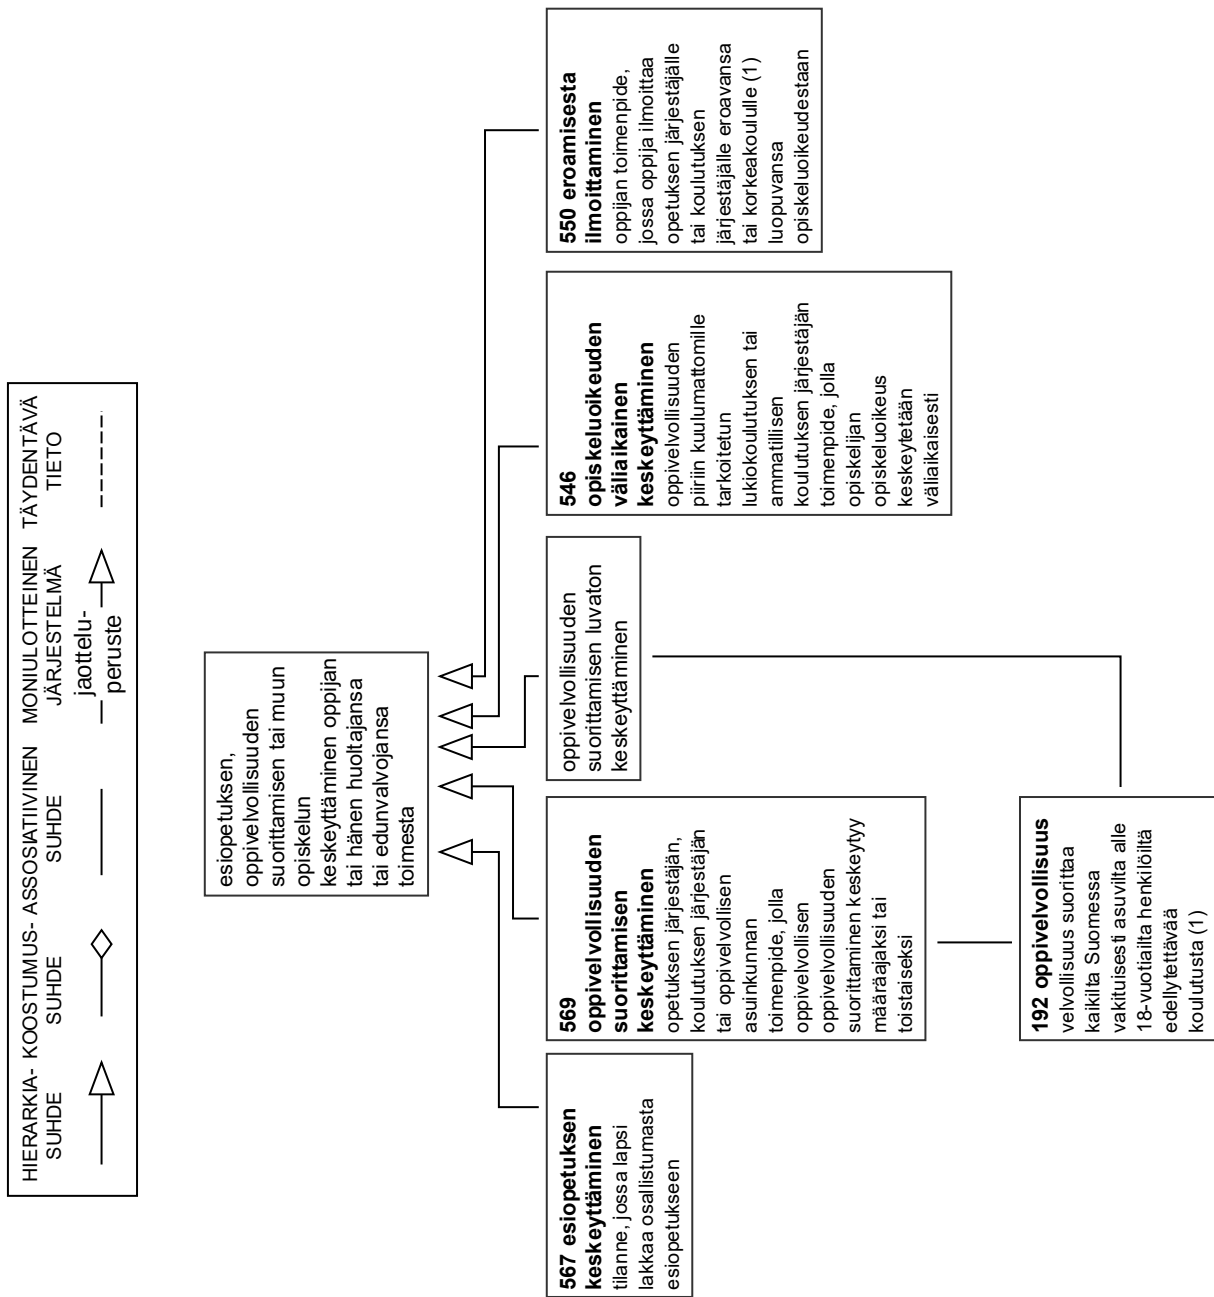 HIERARKIA- KOOSTUMUS- ASSOSIATIIVINEN MONIULOTTEINEN TÄYDENTÄVÄ
SUHDE SUHDE SUHDE JÄRJESTELMÄ TIETO
jaottelu-
peruste
esiopetuksen,
oppivelvollisuuden
suorittamisen tai muun
opiskelun
keskeyttäminen oppijan
tai hänen huoltajansa
tai edunvalvojansa
toimesta
567 esiopetuksen
keskeyttäminen
tilanne, jossa lapsi
lakkaa osallistumasta
esiopetukseen
569
oppivelvollisuuden
suorittamisen
keskeyttäminen
opetuksen järjestäjän,
koulutuksen järjestäjän
tai oppivelvollisen
asuinkunnan
toimenpide, jolla
oppivelvollisen
oppivelvollisuuden
suorittaminen keskeytyy
määräajaksi tai
toistaiseksi
oppivelvollisuuden
suorittamisen luvaton
keskeyttäminen
546
opiskeluoikeuden
väliaikainen
keskeyttäminen
oppivelvollisuuden
piiriin kuulumattomille
tarkoitetun
lukiokoulutuksen tai
ammatillisen
koulutuksen järjestäjän
toimenpide, jolla
opiskelijan
opiskeluoikeus
keskeytetään
väliaikaisesti
550 eroamisesta
ilmoittaminen
oppijan toimenpide,
jossa oppija ilmoittaa
opetuksen järjestäjälle
tai koulutuksen
järjestäjälle eroavansa
tai korkeakoululle (1)
luopuvansa
opiskeluoikeudestaan
192 oppivelvollisuus
velvollisuus suorittaa
kaikilta Suomessa
vakituisesti asuvilta alle
18-vuotiailta henkilöiltä
edellytettävää
koulutusta (1)